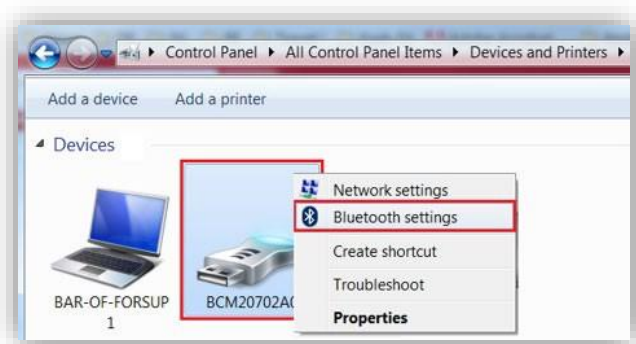 Control Panel ▸ All Control Panel Items ▸ Devices and Printers ▸
Add a device Add a printer
Devices
Network settings
Bluetooth settings
Create shortcut
Troubleshoot
Properties
BAR-OF-FORSUP
1
BCM20702A0